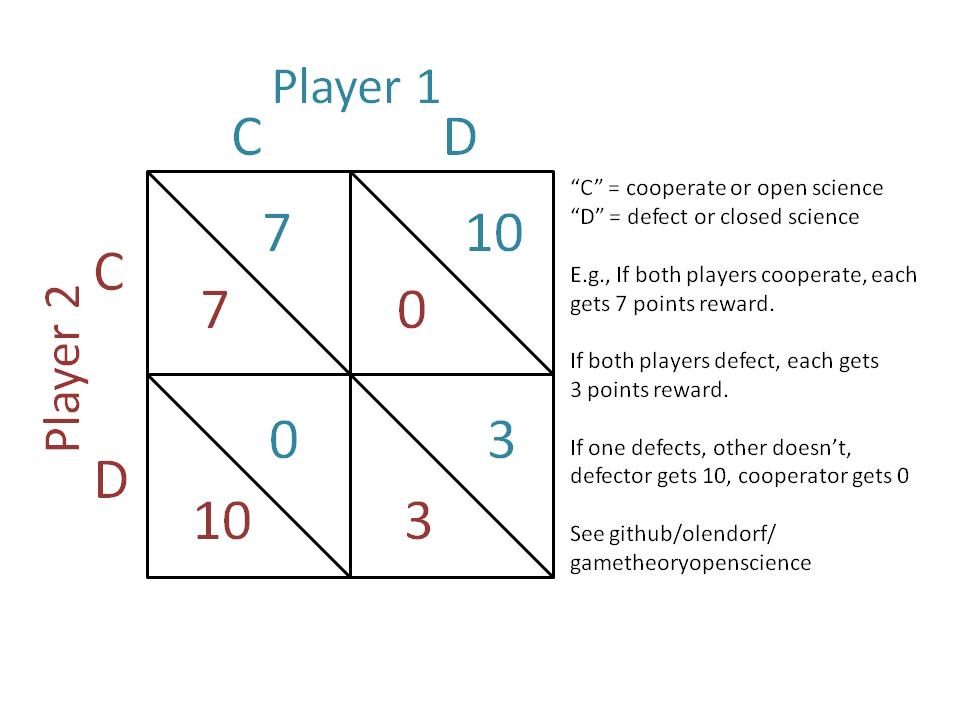 Player 1
C D
“C” = cooperate or open science
“D” = defect or closed science
E.g., If both players cooperate, each
gets 7 points reward.
If both players defect, each gets
3 points reward.
If one defects, other doesn’t,
defector gets 10, cooperator gets 0
See github/olendorf/
gametheoryopenscience
Player 2
C
D
7 10
7 0
0 3
10 3